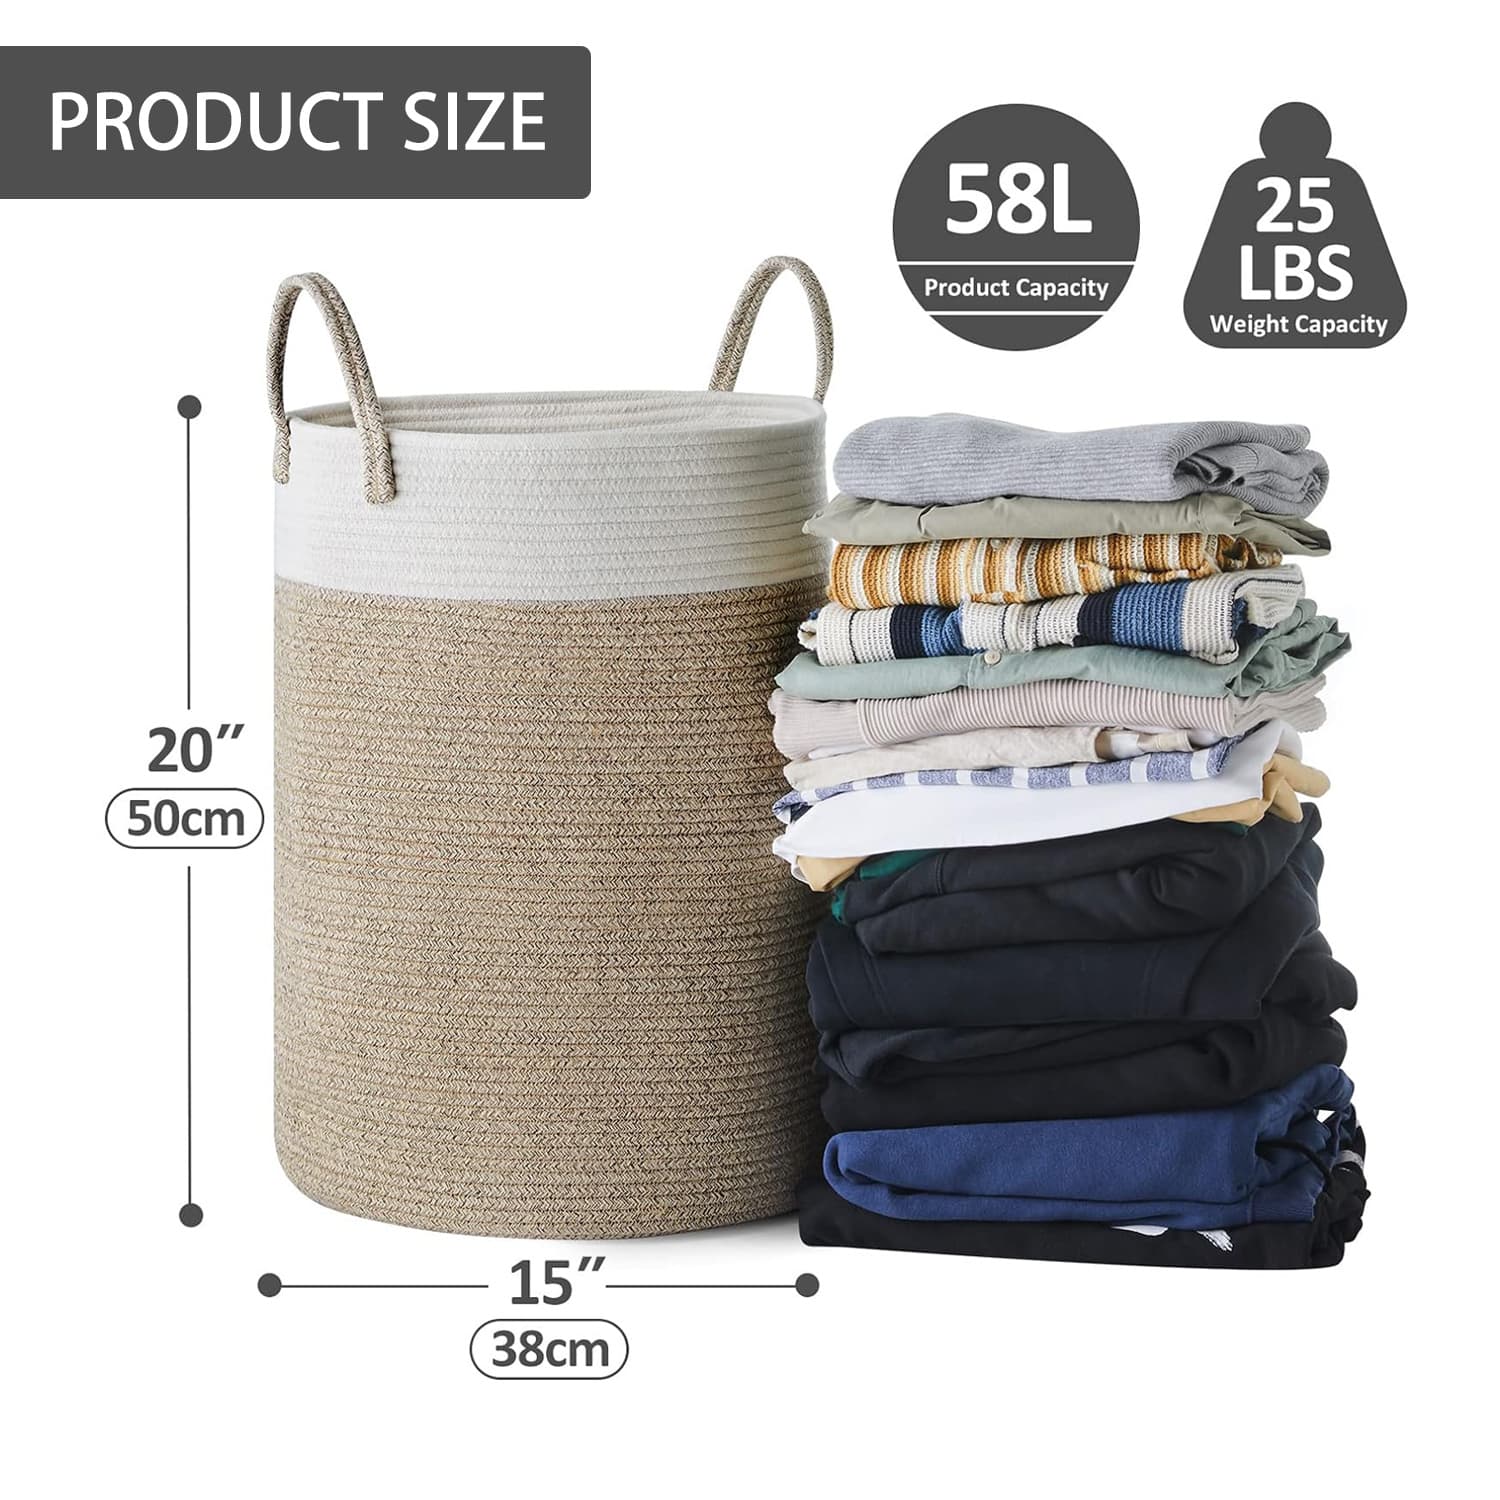 PRODUCT SIZE
58L
Product Capacity
25
LBS
Weight Capacity
20″
50cm
15″
38cm